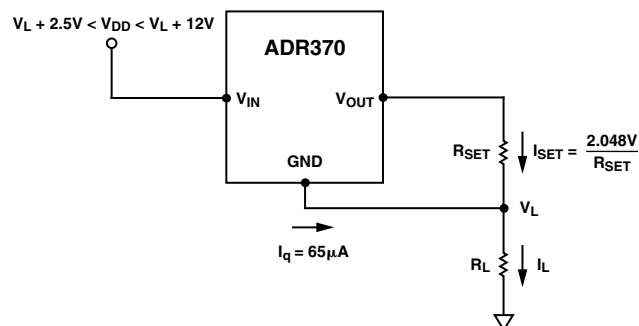 V_L + 2.5V < V_DD < V_L + 12V
ADR370
V_IN
V_OUT
GND
R_SET
I_SET = 2.048V / R_SET
V_L
I_q = 65µA
R_L
I_L